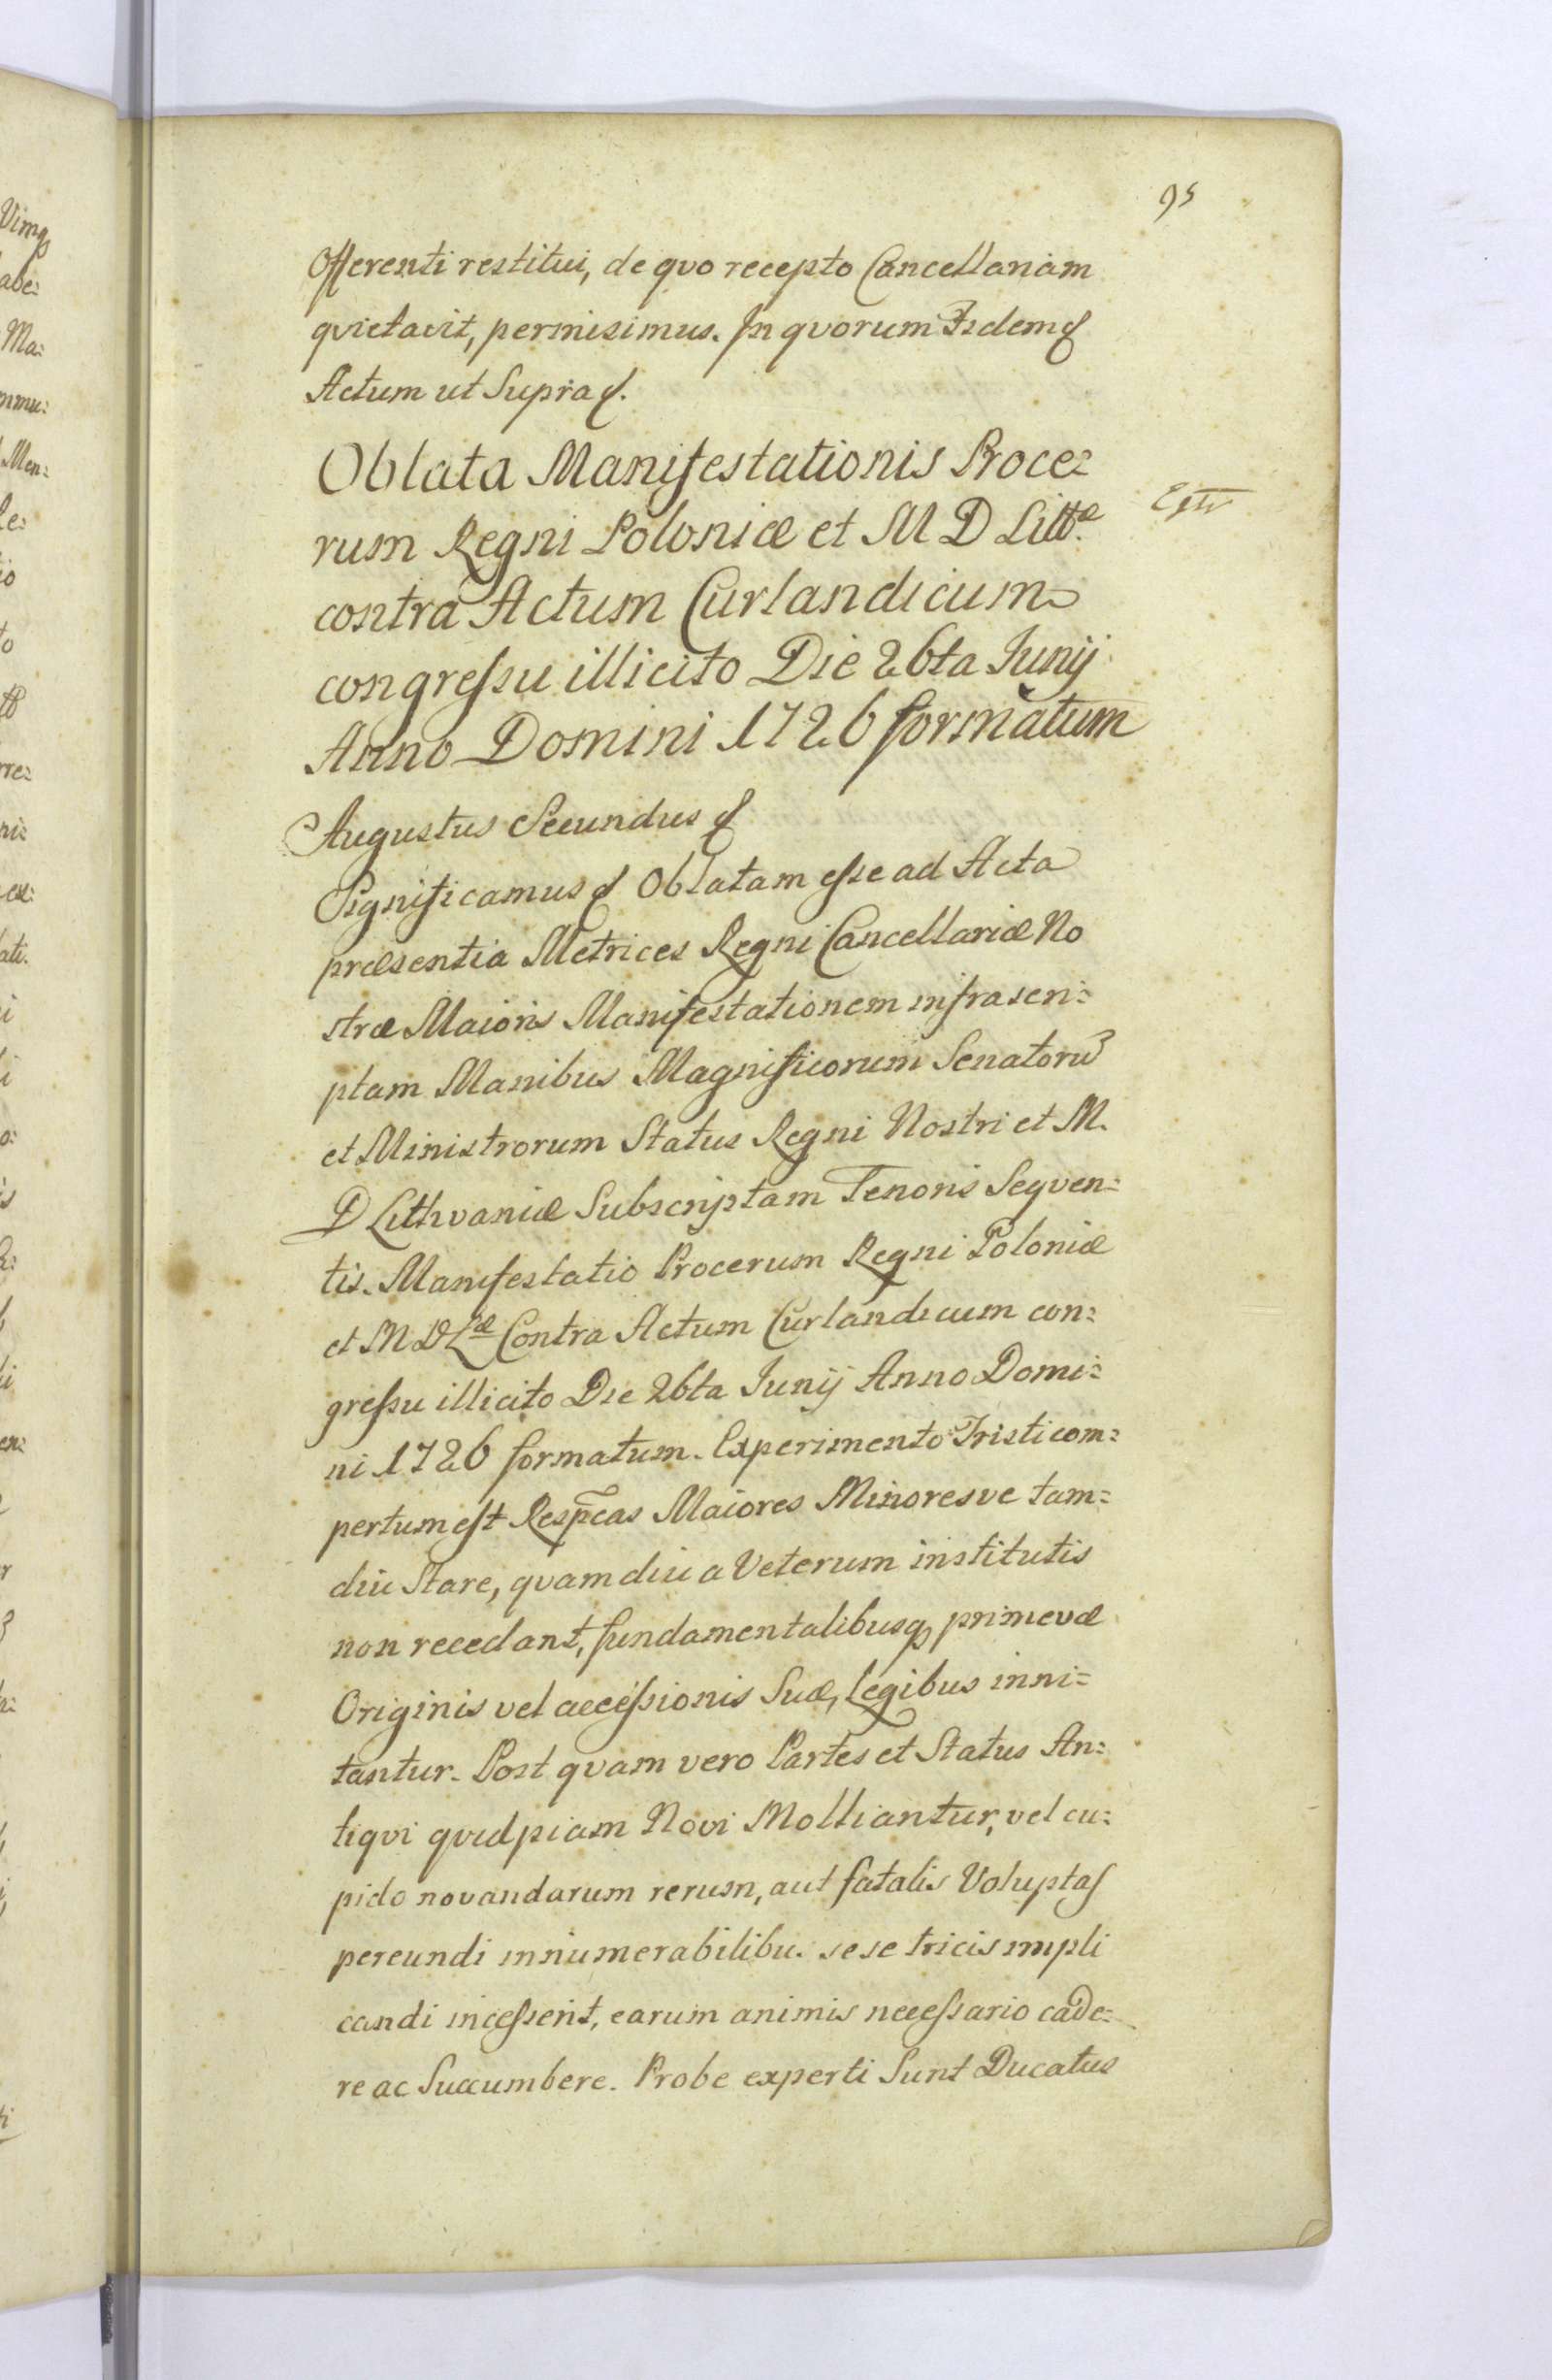 95
Offerenti restitui, de quo recepto Cancellariam
quietavit, permisimus. In quorum Fidem
Actum ut Supra
Oblata Manifestationis Proce=
rum Regni Poloniæ et M D Litt.æ
contra Actum Curlandicum
congressu illicito Die 26ta Junij
Anno Domini 1726 formatum
Augustus Secundus
Significamus Oblatam esse ad Acta
præsentia Metrices Regni Cancellariæ No
stræ Maioris Manifestationem infrascri=
ptam Manibus Magnificorum Senatorū
et Ministrorum Status Regni Nostri et M.
D Lithvaniæ Subscriptam Tenoris Sequen=
tis. Manifestatio Procerum Regni Poloniæ
et M D Læ Contra Actum Curlandicum con=
gressu illicito Die 26ta Junij Anno Domi=
ni 1726 formatum. Experimento Tristi com=
pertum est Respcas Maiores Minoresve tam=
diu Stare, quam diu a Veterum institutis
non recedant, fundamentalibusq primevæ
Originis vel accessionis Suæ, Legibus inni=
tantur. Post quam vero Partes et Status An=
tiqui quidpiam Novi Molliantur, vel cu=
pido novandarum rerum, aut fatalis Voluptas
pereundi innumerabilibu. sese tricis impli
candi incesserit, earum animis necessario cade=
re ac Succumbere. Probe experti Sunt Ducatus